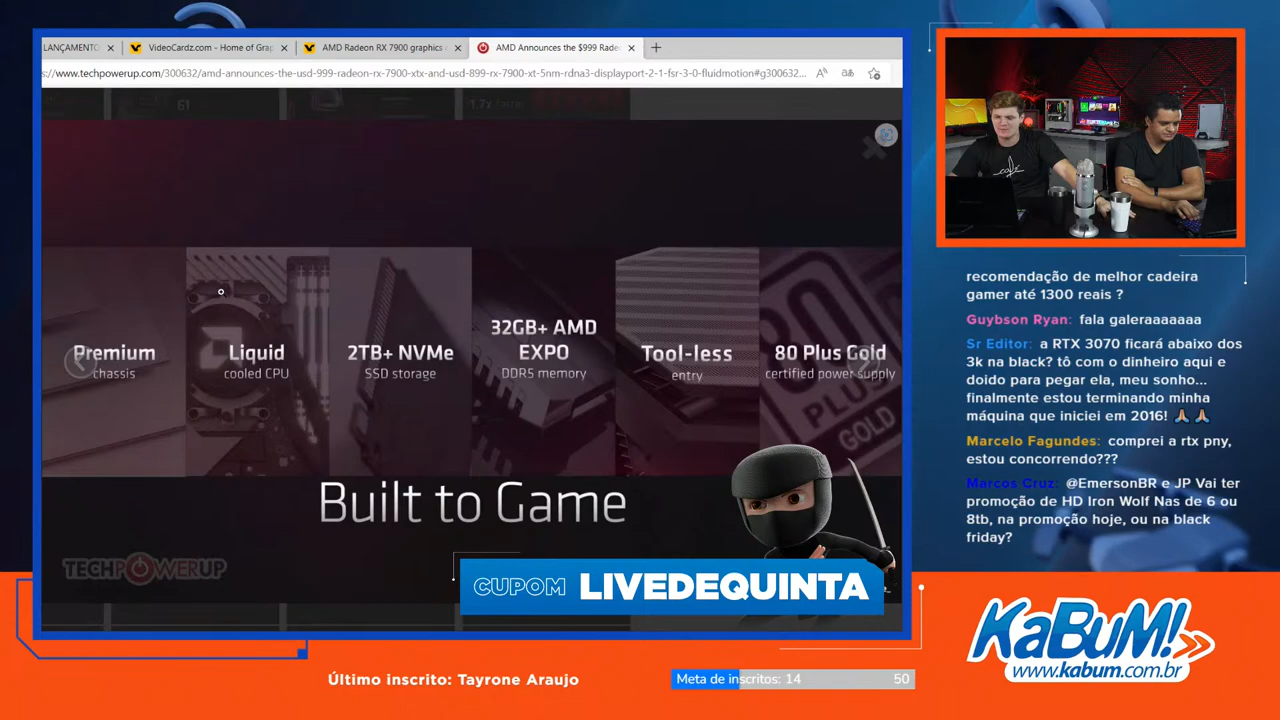 LANÇAMENTO
VideoCardz.com - Home of Grap
AMD Radeon RX 7900 graphics c
AMD Announces the $999 Rade
s://www.techpowerup.com/300632/amd-announces-the-usd-999-radeon-rx-7900-xtx-and-usd-899-rx-7900-xt-5nm-rdna3-displayport-2-1-fsr-3-0-fluidmotion#g300632...
61
1.7x faster
Premium
chassis
Liquid
cooled CPU
2TB+ NVMe
SSD storage
32GB+ AMD
EXPO
DDR5 memory
Tool-less
entry
80 Plus Gold
certified power supply
PLUS
GOLD
Built to Game
TECHPOWERUP
CUPOM LIVEDEQUINTA
recomendação de melhor cadeira
gamer até 1300 reais ?
Guybson Ryan: fala galeraaaaaa
Sr Editor: a RTX 3070 ficará abaixo dos
3k na black? tô com o dinheiro aqui e
doido para pegar ela, meu sonho...
finalmente estou terminando minha
máquina que iniciei em 2016! 🙏🏽 🙏🏽
Marcelo Fagundes: comprei a rtx pny,
estou concorrendo???
Marcos Cruz: @EmersonBR e JP Vai ter
promoção de HD Iron Wolf Nas de 6 ou
8tb, na promoção hoje, ou na black
friday?
KaBuM!
www.kabum.com.br
Último inscrito: Tayrone Araujo
Meta de inscritos: 14 50